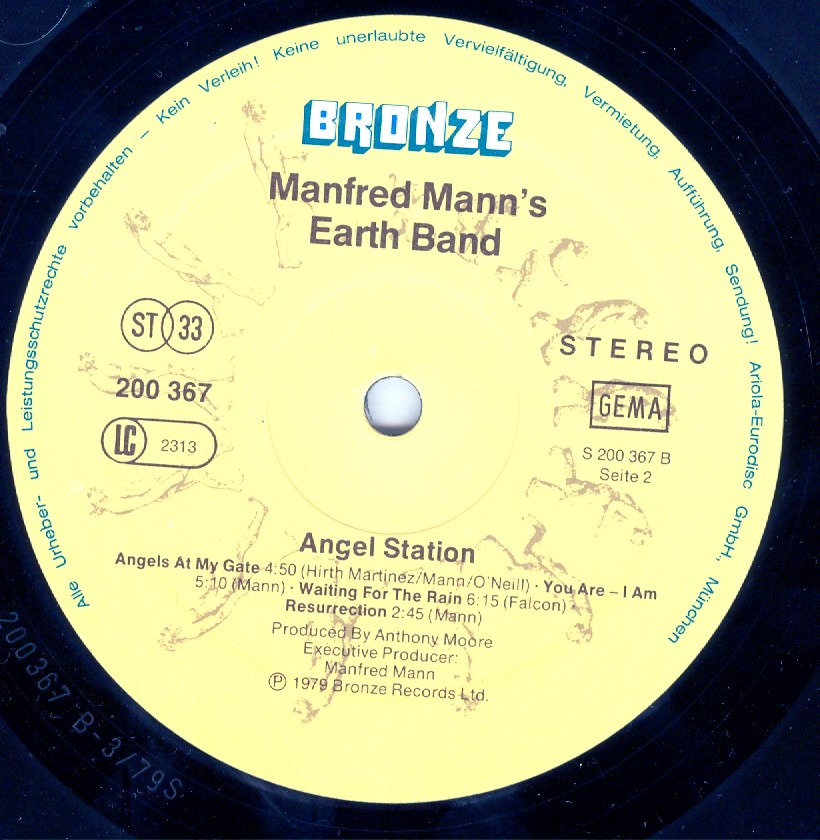 Alle Urheber- und Leistungsschutzrechte vorbehalten – Kein Verleih! Keine unerlaubte Vervielfältigung, Vermietung, Aufführung, Sendung! Ariola-Eurodisc GmbH., München
BRONZE
Manfred Mann's
Earth Band
ST 33
200 367
LC 2313
STEREO
GEMA
S 200 367 B
Seite 2
Angel Station
Angels At My Gate 4:50 (Hirth Martinez/Mann/O'Neill) · You Are – I Am
5:10 (Mann) · Waiting For The Rain 6:15 (Falcon) ·
Resurrection 2:45 (Mann)
Produced By Anthony Moore
Executive Producer:
Manfred Mann
Ⓟ 1979 Bronze Records Ltd.
200367 B-3/79S